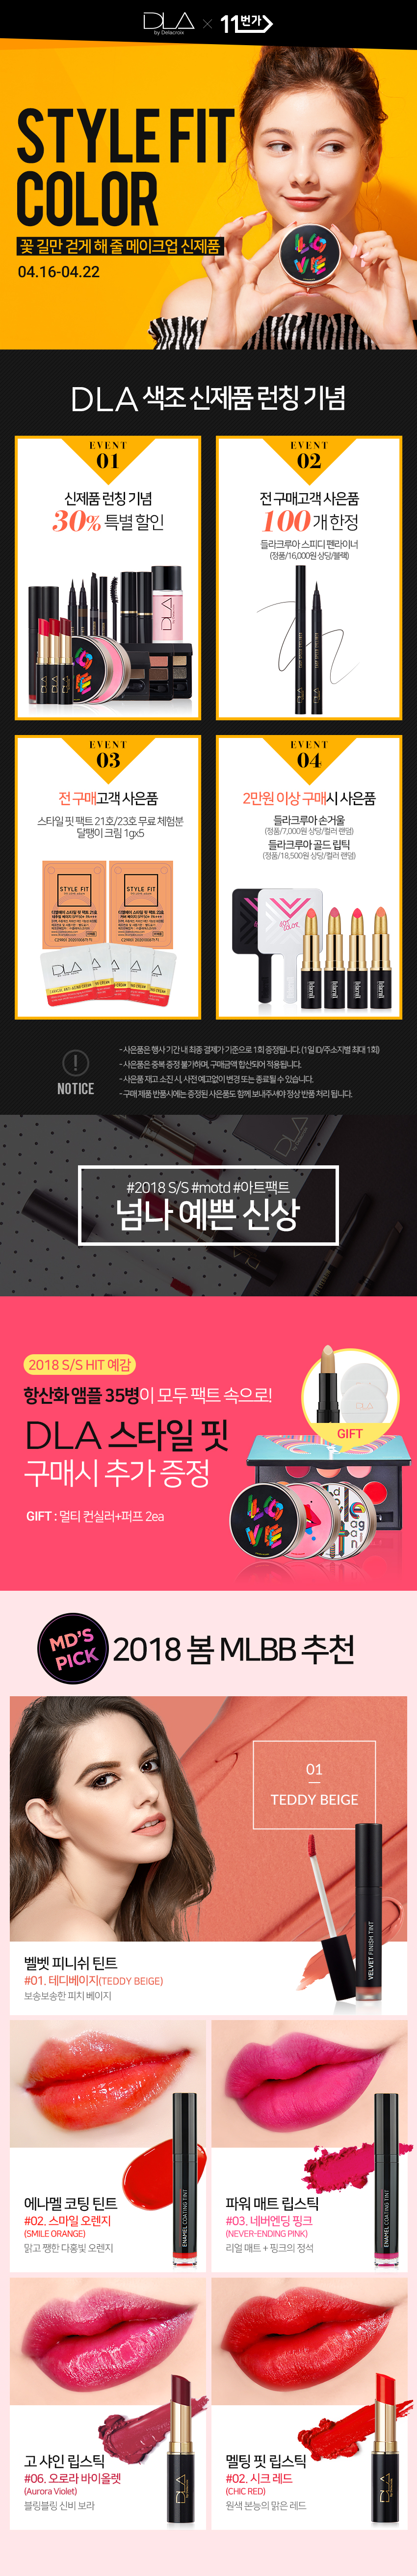 DLA
by Delacroix
×
11번가
STYLE FIT
COLOR
꽃 길만 걷게 해 줄 메이크업 신제품
04.16-04.22
LOVE
DLA 색조 신제품 런칭 기념
EVENT
01
신제품 런칭 기념
30% 특별 할인
DLA
LOVE
EVENT
02
전 구매고객 사은품
100개 한정
들라크루아 스피디 펜라이너
(정품/16,000원 상당/블랙)
EVENT
03
전 구매고객 사은품
스타일 핏 팩트 21호/23호 무료 체험분
달팽이 크림 1gx5
STYLE FIT
STYLE FIT
DLA
EVENT
04
2만원 이상 구매시 사은품
들라크루아 손거울
(정품/7,000원 상당/컬러 랜덤)
들라크루아 골드 립틱
(정품/18,500원 상당/컬러 랜덤)
NOTICE
- 사은품은 행사 기간 내 최종 결제가 기준으로 1회 증정됩니다. (1일 ID/주소지별 최대 1회)
- 사은품은 중복 증정 불가하며, 구매금액 합산되어 적용됩니다.
- 사은품 재고 소진 시, 사전 예고없이 변경 또는 종료될 수 있습니다.
- 구매 제품 반품시에는 증정된 사은품도 함께 보내주셔야 정상 반품 처리 됩니다.
#2018 S/S #motd #아트팩트
넘나 예쁜 신상
2018 S/S HIT 예감
항산화 앰플 35병이 모두 팩트 속으로!
DLA 스타일 핏
구매시 추가 증정
GIFT : 멀티 컨실러+퍼프 2ea
DLA
GIFT
LOVE
MD'S
PICK
2018 봄 MLBB 추천
01
TEDDY BEIGE
VELVET FINISH TINT
벨벳 피니쉬 틴트
#01. 테디베이지(TEDDY BEIGE)
보송보송한 피치 베이지
에나멜 코팅 틴트
#02. 스마일 오렌지
(SMILE ORANGE)
맑고 쨍한 다홍빛 오렌지
ENAMEL COATING TINT
파워 매트 립스틱
#03. 네버엔딩 핑크
(NEVER-ENDING PINK)
리얼 매트 + 핑크의 정석
ENAMEL COATING TINT
고 샤인 립스틱
#06. 오로라 바이올렛
(Aurora Violet)
블링블링 신비 보라
DLA
멜팅 핏 립스틱
#02. 시크 레드
(CHIC RED)
원색 본능의 맑은 레드
DLA